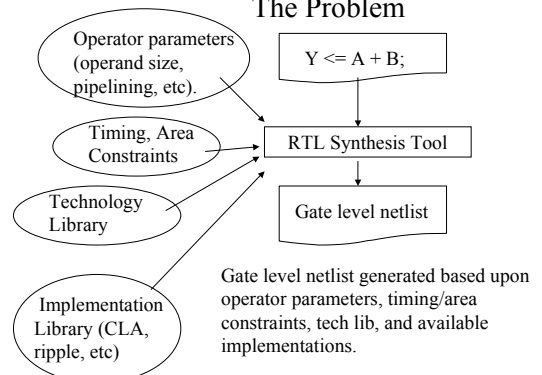 The Problem
Operator parameters
(operand size,
pipelining, etc).
Y <= A + B;
Timing, Area
Constraints
RTL Synthesis Tool
Technology
Library
Gate level netlist
Implementation
Library (CLA,
ripple, etc)
Gate level netlist generated based upon
operator parameters, timing/area
constraints, tech lib, and available
implementations.